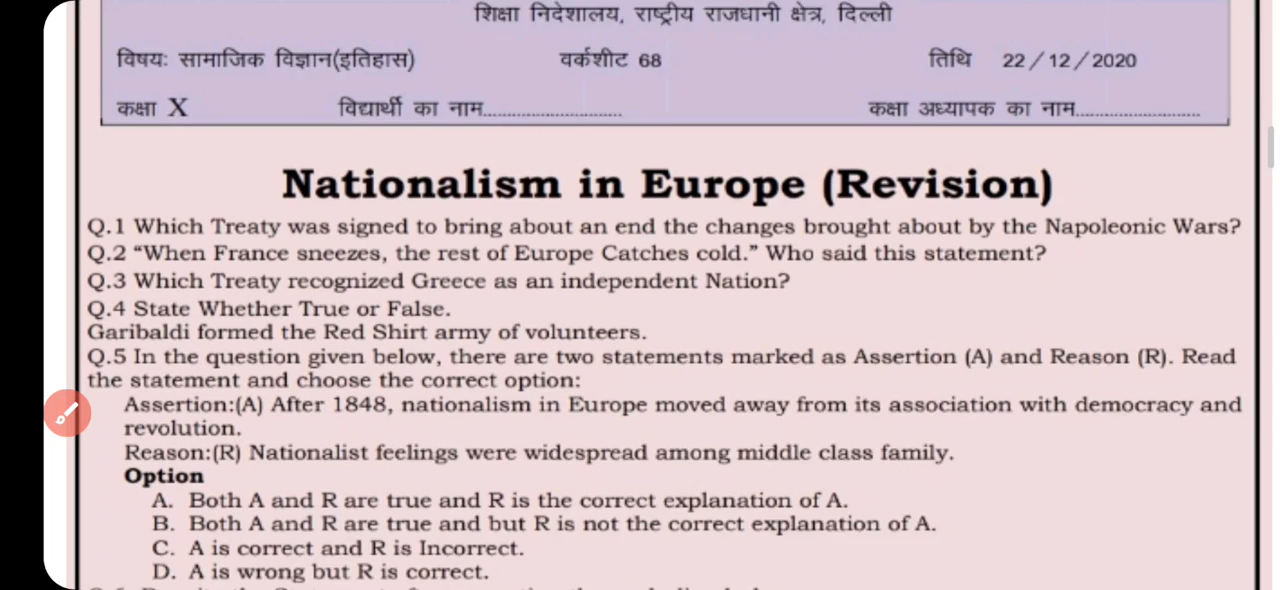 शिक्षा निदेशालय, राष्ट्रीय राजधानी क्षेत्र, दिल्ली
विषय: सामाजिक विज्ञान(इतिहास) वर्कशीट 68 तिथि 22/12/2020
कक्षा X विद्यार्थी का नाम.............................. कक्षा अध्यापक का नाम...........................
Nationalism in Europe (Revision)
Q.1 Which Treaty was signed to bring about an end the changes brought about by the Napoleonic Wars?
Q.2 “When France sneezes, the rest of Europe Catches cold.” Who said this statement?
Q.3 Which Treaty recognized Greece as an independent Nation?
Q.4 State Whether True or False.
Garibaldi formed the Red Shirt army of volunteers.
Q.5 In the question given below, there are two statements marked as Assertion (A) and Reason (R). Read
the statement and choose the correct option:
Assertion:(A) After 1848, nationalism in Europe moved away from its association with democracy and
revolution.
Reason:(R) Nationalist feelings were widespread among middle class family.
Option
A. Both A and R are true and R is the correct explanation of A.
B. Both A and R are true and but R is not the correct explanation of A.
C. A is correct and R is Incorrect.
D. A is wrong but R is correct.